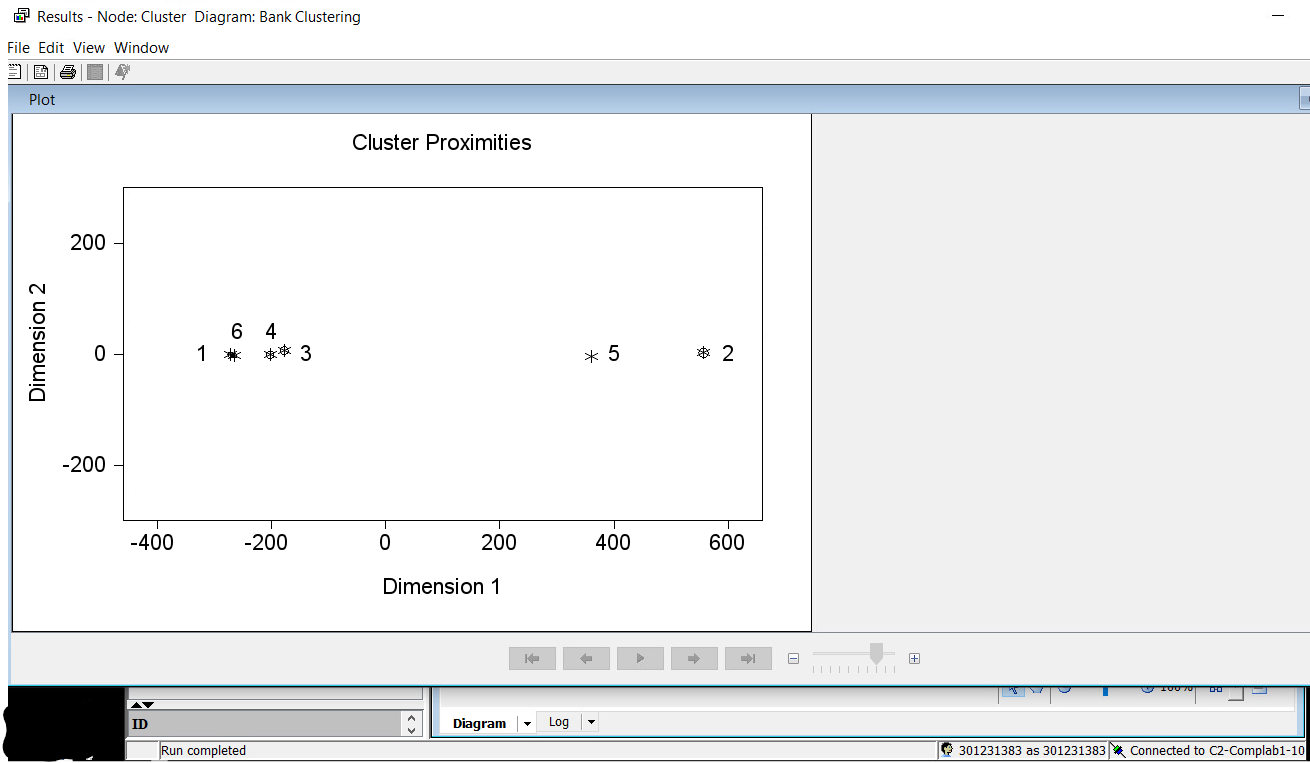 Results - Node: Cluster  Diagram: Bank Clustering
File Edit View Window
Plot
Cluster Proximities
200
6 4
Dimension 2
0
1 3 5 2
-200
-400 -200 0 200 400 600
Dimension 1
100%
ID
Diagram Log
Run completed
301231383 as 301231383
Connected to C2-Complab1-10